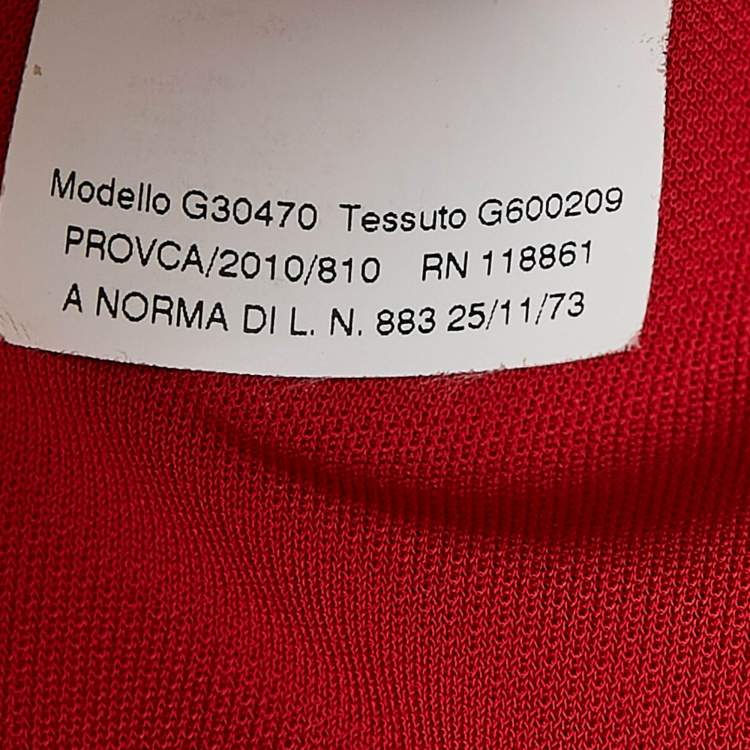 Modello G30470 Tessuto G600209
PROVCA/2010/810 RN 118861
A NORMA DI L. N. 883 25/11/73